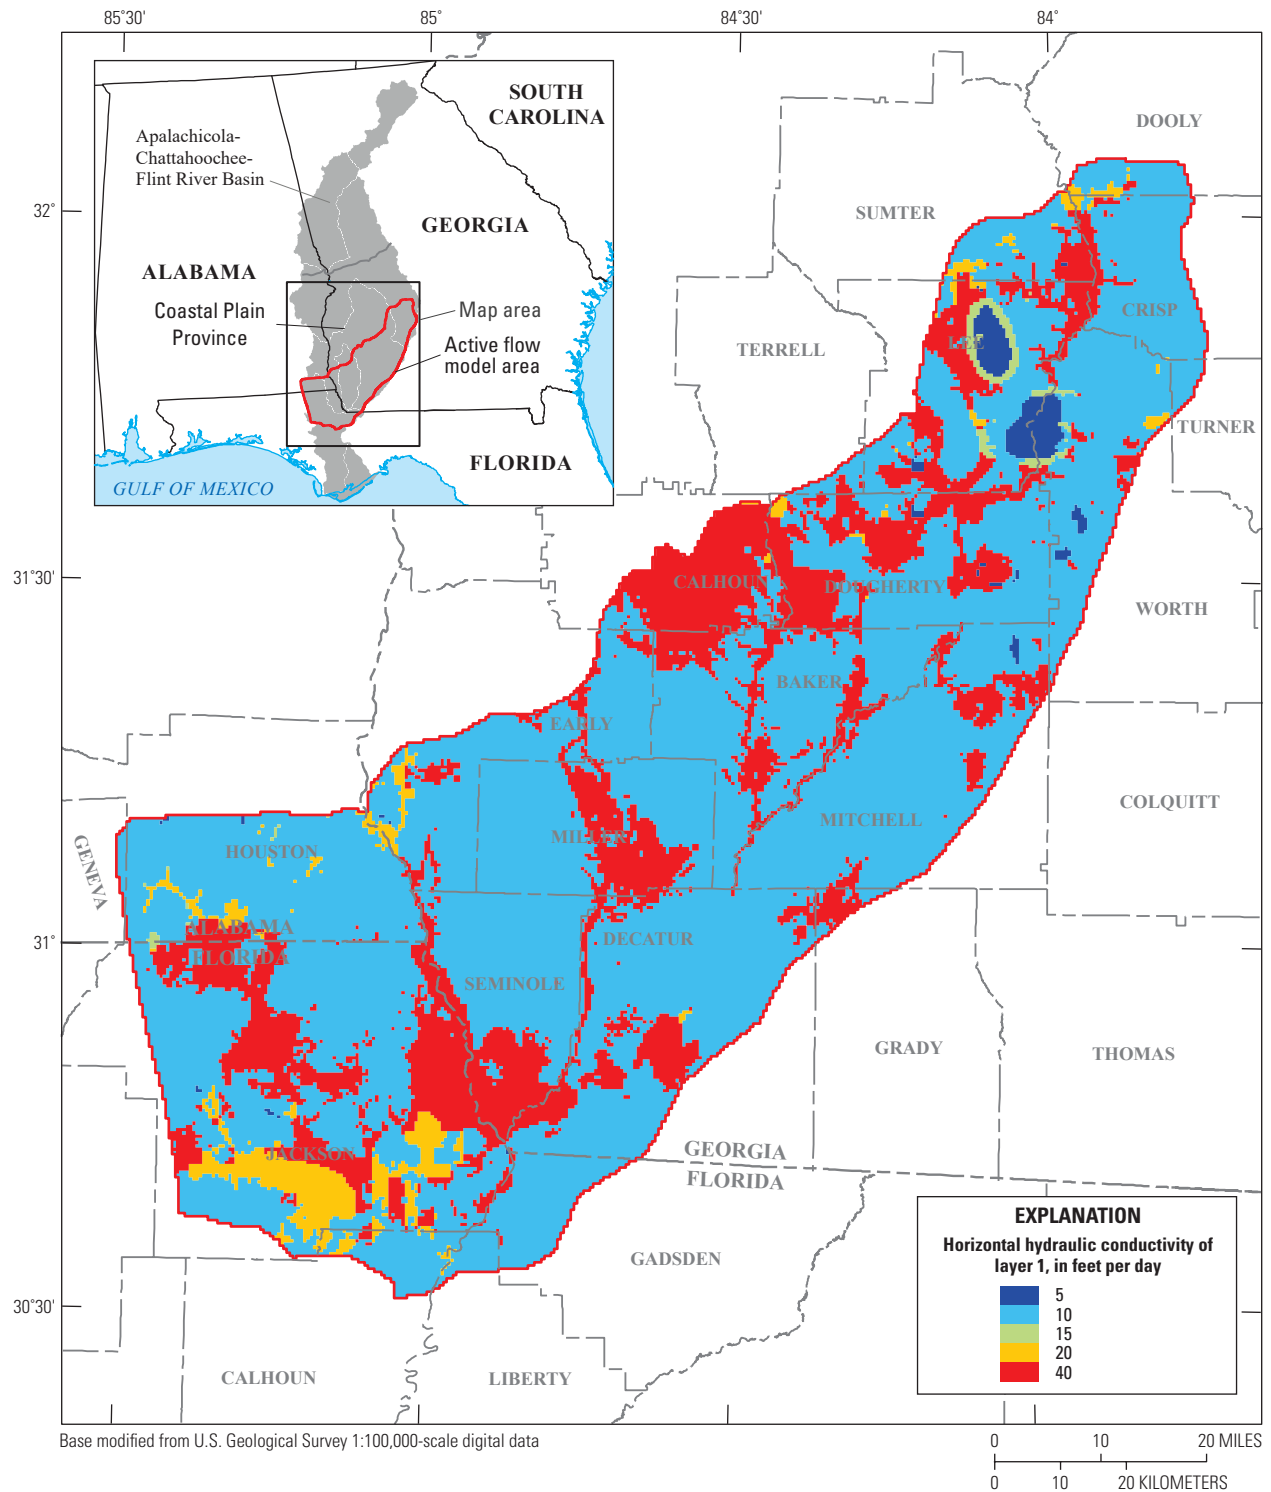 85˚30'
85˚
84˚30'
84˚
32˚
31˚30'
31˚
30˚30'
SOUTH
CAROLINA
Apalachicola-
Chattahoochee-
Flint River Basin
GEORGIA
ALABAMA
Coastal Plain
Province
Map area
Active flow
model area
FLORIDA
GULF OF MEXICO
DOOLY
SUMTER
CRISP
TERRELL
LEE
TURNER
CALHOUN
DOUGHERTY
WORTH
BAKER
EARLY
COLQUITT
MITCHELL
MILLER
HOUSTON
GENEVA
ALABAMA
FLORIDA
DECATUR
SEMINOLE
GRADY
THOMAS
JACKSON
GEORGIA
FLORIDA
GADSDEN
CALHOUN
LIBERTY
EXPLANATION
Horizontal hydraulic conductivity of
layer 1, in feet per day
5
10
15
20
40
Base modified from U.S. Geological Survey 1:100,000-scale digital data
0 10 20 MILES
0 10 20 KILOMETERS